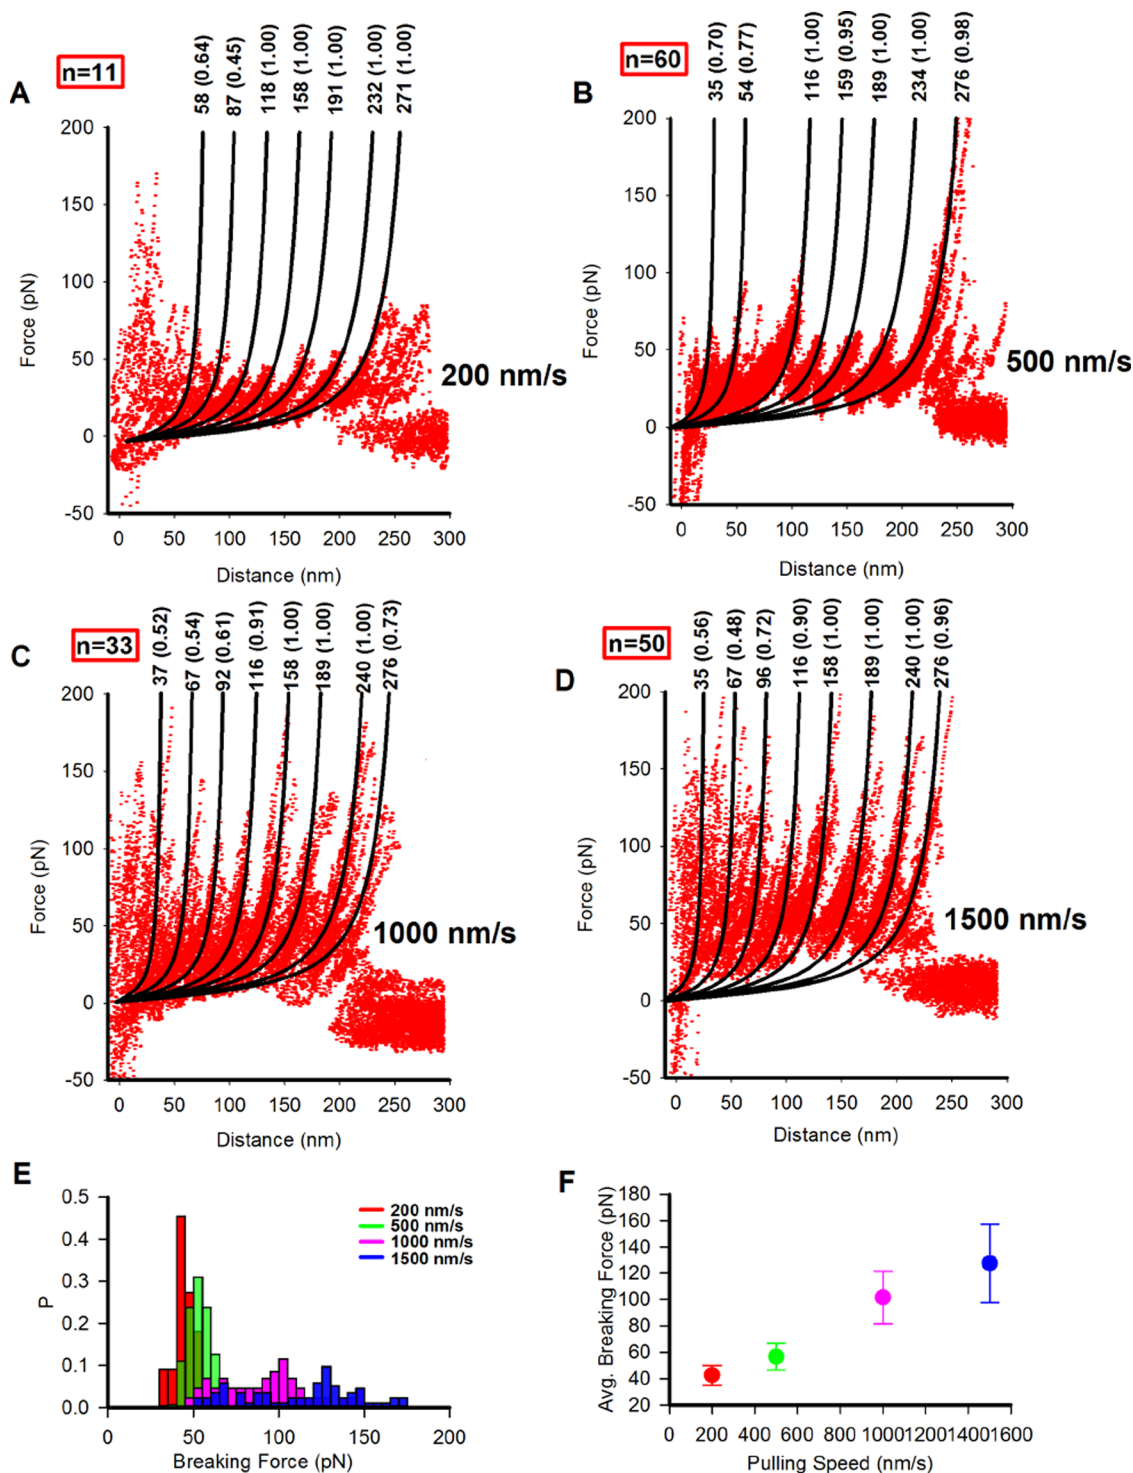 A
n=11
58 (0.64)
87 (0.45)
118 (1.00)
158 (1.00)
191 (1.00)
232 (1.00)
271 (1.00)
200
150
100
50
0
-50
Force (pN)
200 nm/s
0 50 100 150 200 250 300
Distance (nm)
B
n=60
35 (0.70)
54 (0.77)
116 (1.00)
159 (0.95)
189 (1.00)
234 (1.00)
276 (0.98)
200
150
100
50
0
-50
Force (pN)
500 nm/s
0 50 100 150 200 250 300
Distance (nm)
C
n=33
37 (0.52)
67 (0.54)
92 (0.61)
116 (0.91)
158 (1.00)
189 (1.00)
240 (1.00)
276 (0.73)
200
150
100
50
0
-50
Force (pN)
1000 nm/s
0 50 100 150 200 250 300
Distance (nm)
D
n=50
35 (0.56)
67 (0.48)
96 (0.72)
116 (0.90)
158 (1.00)
189 (1.00)
240 (1.00)
276 (0.96)
200
150
100
50
0
-50
Force (pN)
1500 nm/s
0 50 100 150 200 250 300
Distance (nm)
E
0.5
0.4
0.3
0.2
0.1
0.0
P
200 nm/s
500 nm/s
1000 nm/s
1500 nm/s
0 50 100 150 200
Breaking Force (pN)
F
180
160
140
120
100
80
60
40
20
Avg. Breaking Force (pN)
0 200 400 600 800 1000 1200 1400 1600
Pulling Speed (nm/s)